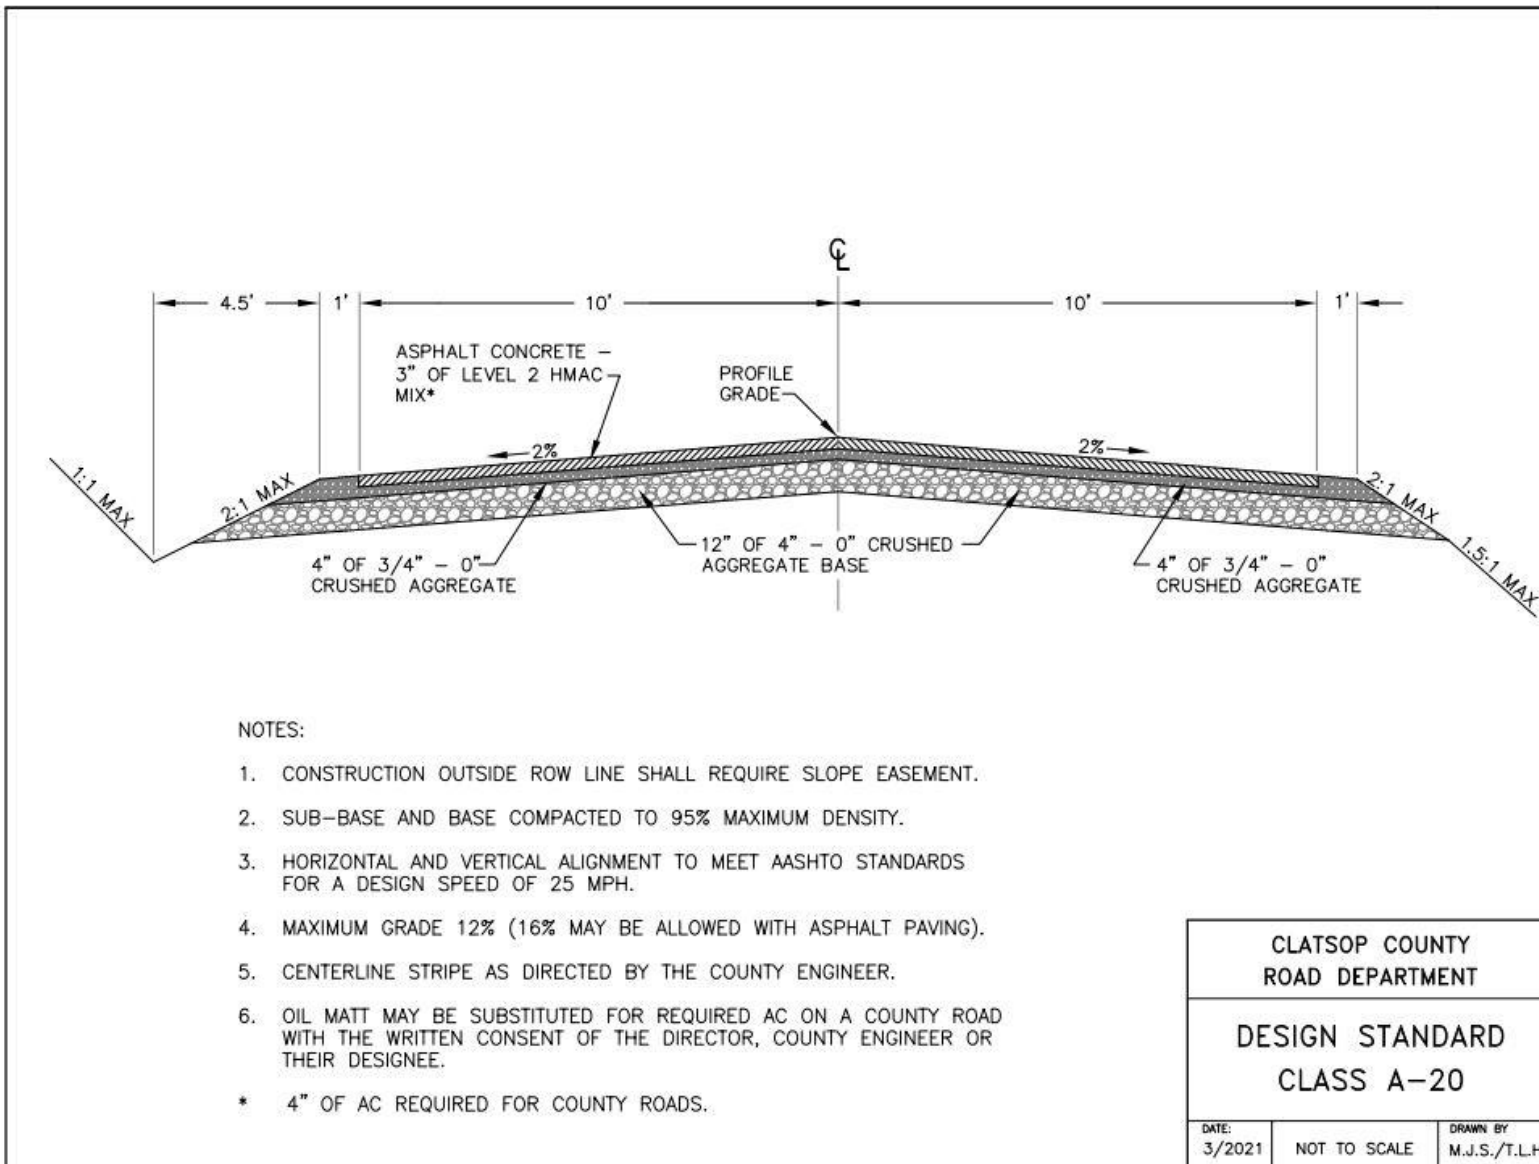 ℄
4.5' 1' 10' 10' 1'
ASPHALT CONCRETE –
3" OF LEVEL 2 HMAC
MIX*
PROFILE
GRADE
2% 2%
1:1 MAX
2:1 MAX
2:1 MAX
1.5:1 MAX
4" OF 3/4" – 0"
CRUSHED AGGREGATE
12" OF 4" – 0" CRUSHED
AGGREGATE BASE
4" OF 3/4" – 0"
CRUSHED AGGREGATE
NOTES:
1. CONSTRUCTION OUTSIDE ROW LINE SHALL REQUIRE SLOPE EASEMENT.
2. SUB–BASE AND BASE COMPACTED TO 95% MAXIMUM DENSITY.
3. HORIZONTAL AND VERTICAL ALIGNMENT TO MEET AASHTO STANDARDS
FOR A DESIGN SPEED OF 25 MPH.
4. MAXIMUM GRADE 12% (16% MAY BE ALLOWED WITH ASPHALT PAVING).
5. CENTERLINE STRIPE AS DIRECTED BY THE COUNTY ENGINEER.
6. OIL MATT MAY BE SUBSTITUTED FOR REQUIRED AC ON A COUNTY ROAD
WITH THE WRITTEN CONSENT OF THE DIRECTOR, COUNTY ENGINEER OR
THEIR DESIGNEE.
* 4" OF AC REQUIRED FOR COUNTY ROADS.
CLATSOP COUNTY
ROAD DEPARTMENT
DESIGN STANDARD
CLASS A–20
DATE:
3/2021
NOT TO SCALE
DRAWN BY
M.J.S./T.L.H